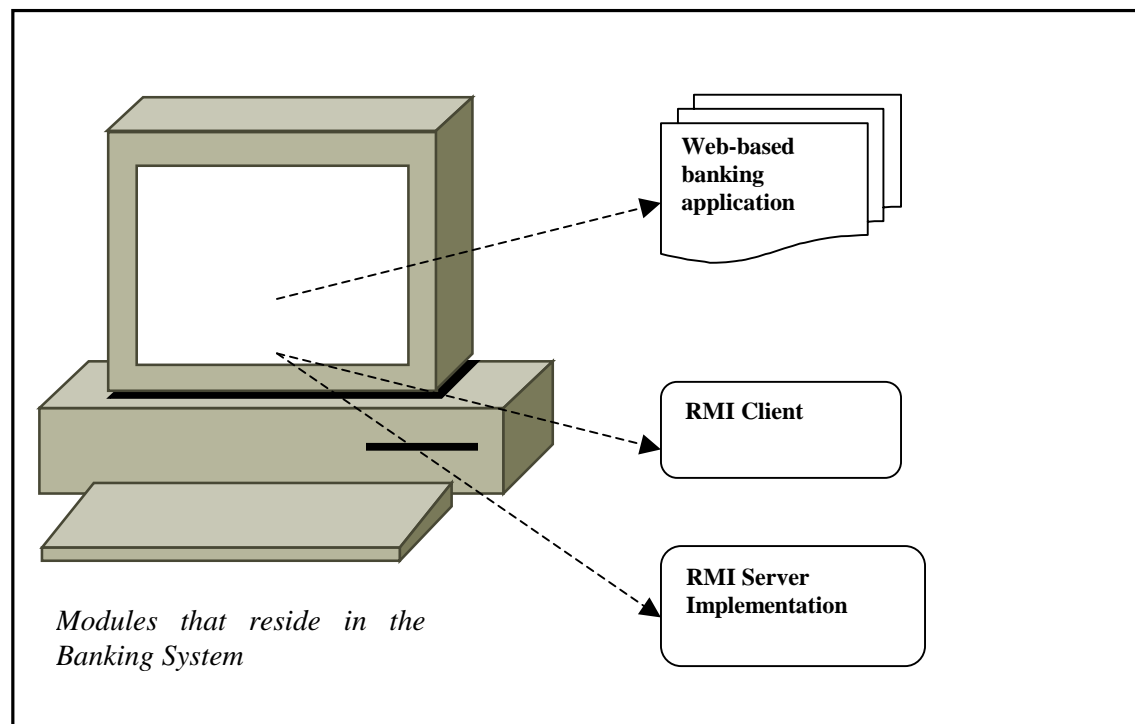 Web-based
banking
application
RMI Client
RMI Server
Implementation
Modules that reside in the
Banking System